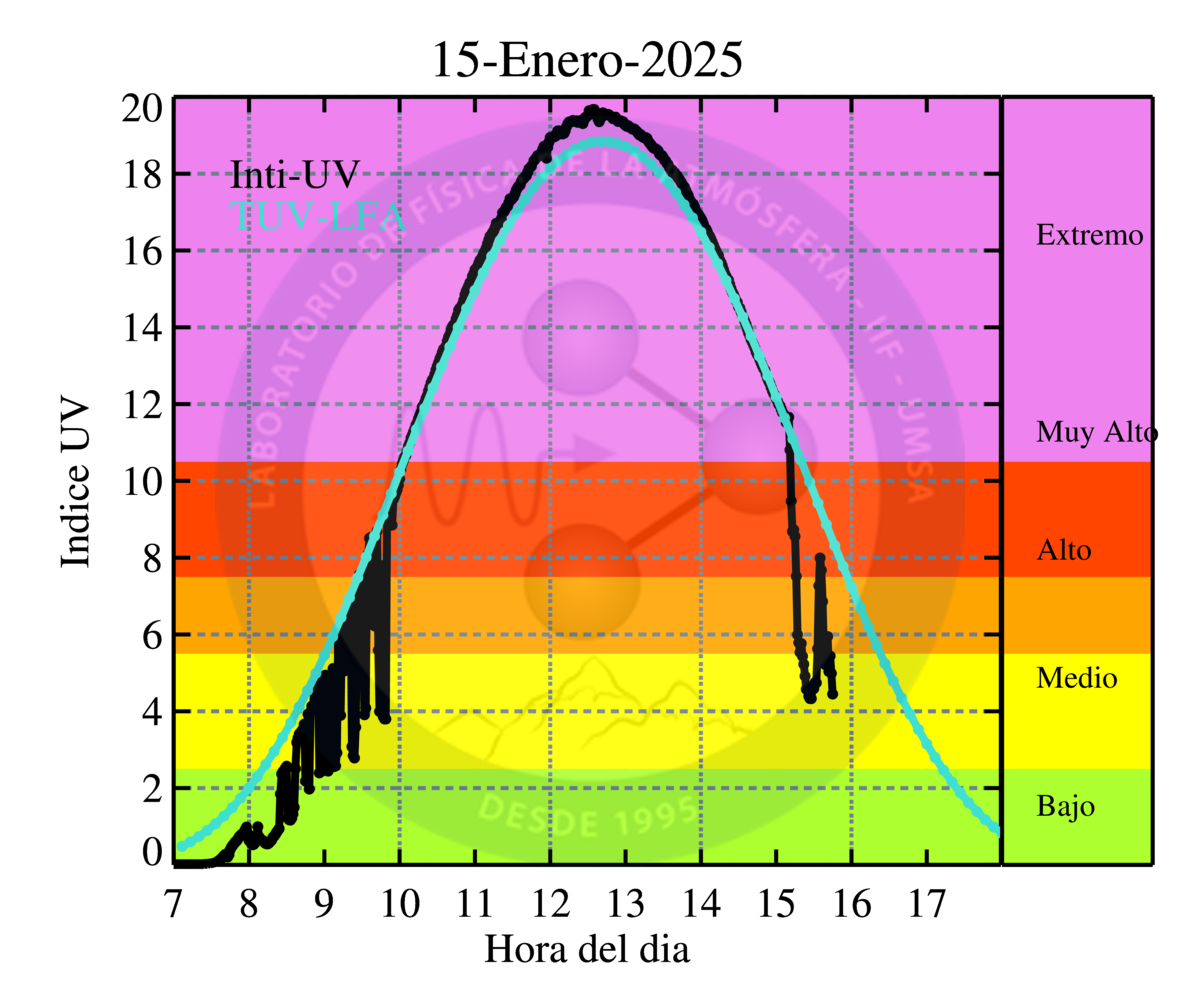 15-Enero-2025
Indice UV
20
18
16
14
12
10
8
6
4
2
0
Inti-UV
TUV-LFA
LABORATORIO DE FÍSICA DE LA ATMÓSFERA - IIF - UMSA
DESDE 1995
Extremo
Muy Alto
Alto
Medio
Bajo
7 8 9 10 11 12 13 14 15 16 17
Hora del dia